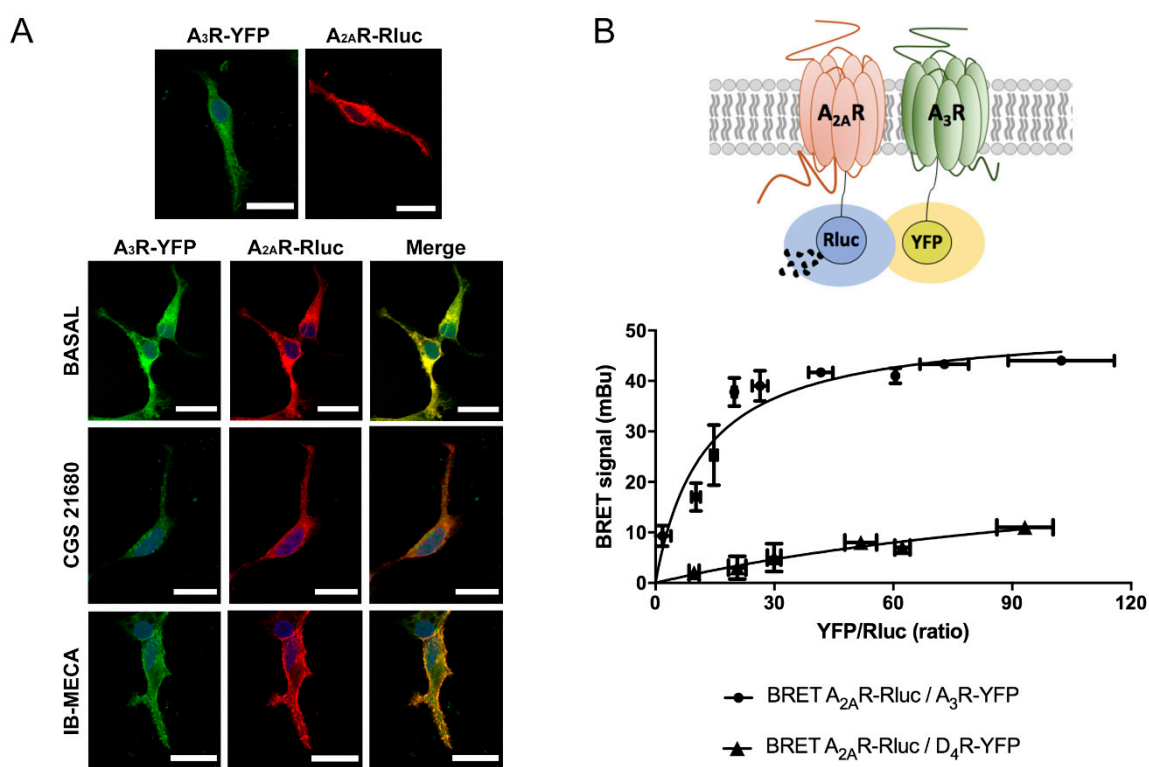 A
A3R-YFP A2AR-Rluc
A3R-YFP A2AR-Rluc Merge
BASAL
CGS 21680
IB-MECA
B
A2AR A3R
Rluc YFP
50
40
30
20
10
0
BRET signal (mBu)
0 30 60 90 120
YFP/Rluc (ratio)
BRET A2AR-Rluc / A3R-YFP
BRET A2AR-Rluc / D4R-YFP